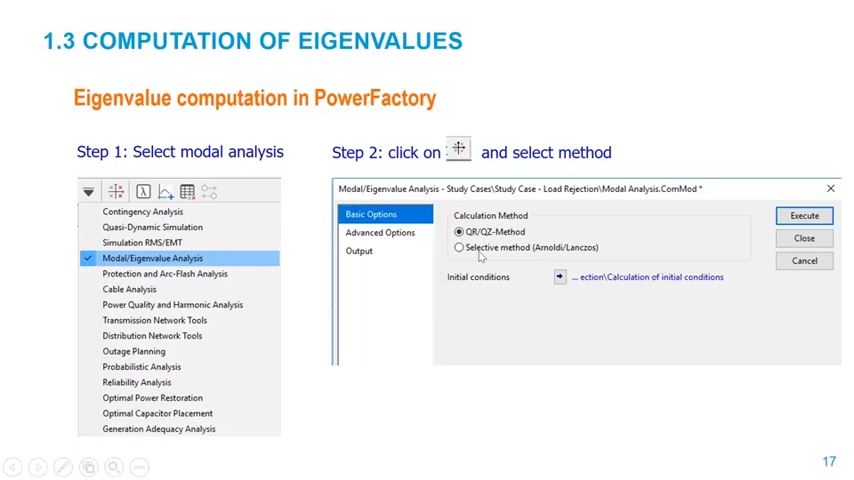 1.3 COMPUTATION OF EIGENVALUES
Eigenvalue computation in PowerFactory
Step 1: Select modal analysis
Step 2: click on and select method
Contingency Analysis
Quasi-Dynamic Simulation
Simulation RMS/EMT
Modal/Eigenvalue Analysis
Protection and Arc-Flash Analysis
Cable Analysis
Power Quality and Harmonic Analysis
Transmission Network Tools
Distribution Network Tools
Outage Planning
Probabilistic Analysis
Reliability Analysis
Optimal Power Restoration
Optimal Capacitor Placement
Generation Adequacy Analysis
Modal/Eigenvalue Analysis - Study Cases\Study Case - Load Rejection\Modal Analysis.ComMod *
Basic Options
Advanced Options
Output
Calculation Method
QR/QZ-Method
Selective method (Arnoldi/Lanczos)
Initial conditions
... ection\Calculation of initial conditions
Execute
Close
Cancel
17